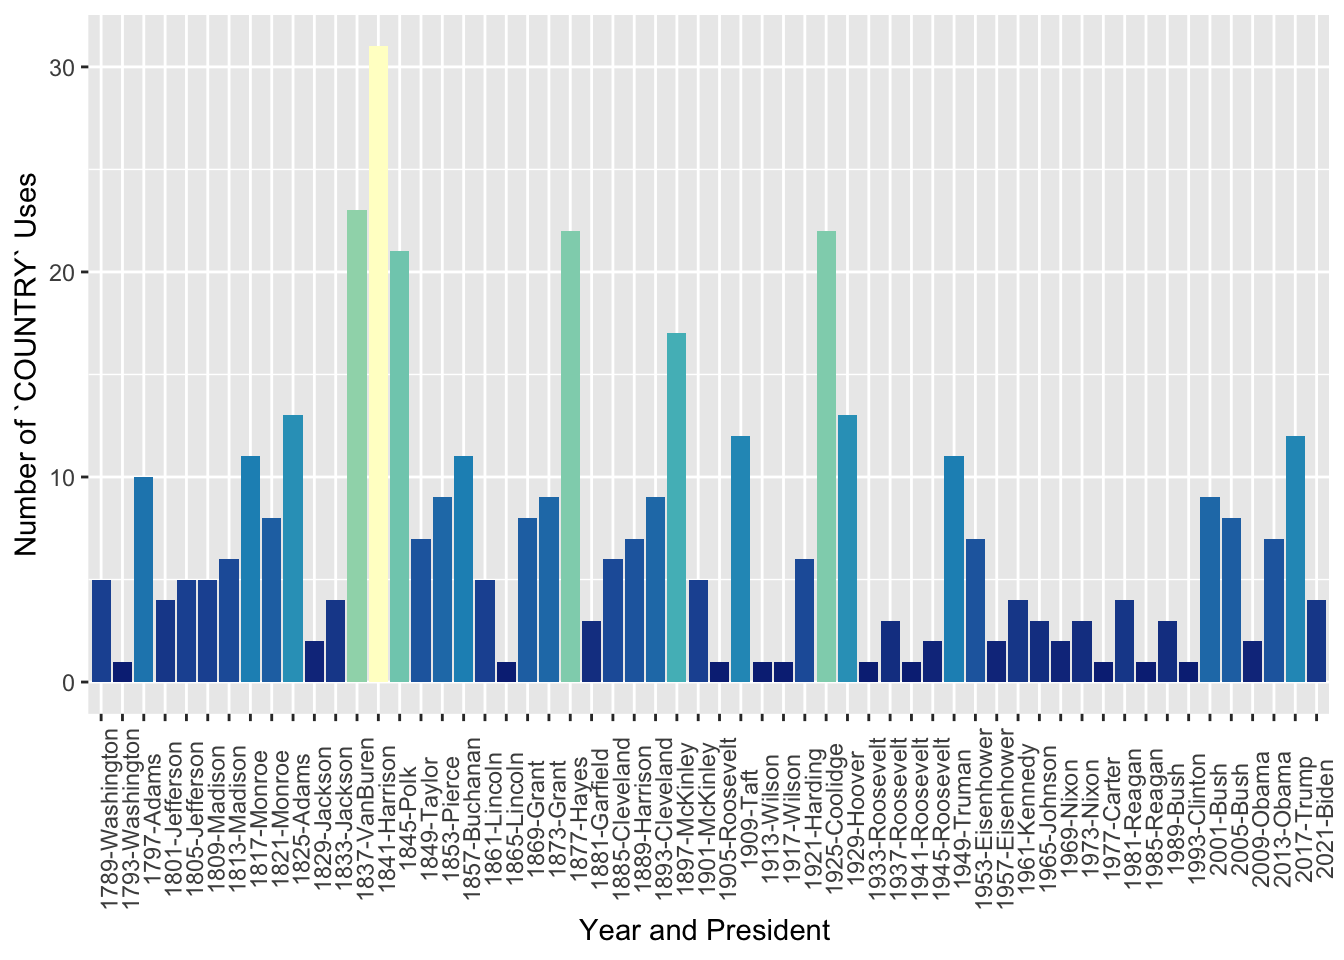 Number of `COUNTRY` Uses
30
20
10
0
1789-Washington
1793-Washington
1797-Adams
1801-Jefferson
1805-Jefferson
1809-Madison
1813-Madison
1817-Monroe
1821-Monroe
1825-Adams
1829-Jackson
1833-Jackson
1837-VanBuren
1841-Harrison
1845-Polk
1849-Taylor
1853-Pierce
1857-Buchanan
1861-Lincoln
1865-Lincoln
1869-Grant
1873-Grant
1877-Hayes
1881-Garfield
1885-Cleveland
1889-Harrison
1893-Cleveland
1897-McKinley
1901-McKinley
1905-Roosevelt
1909-Taft
1913-Wilson
1917-Wilson
1921-Harding
1925-Coolidge
1929-Hoover
1933-Roosevelt
1937-Roosevelt
1941-Roosevelt
1945-Roosevelt
1949-Truman
1953-Eisenhower
1957-Eisenhower
1961-Kennedy
1965-Johnson
1969-Nixon
1973-Nixon
1977-Carter
1981-Reagan
1985-Reagan
1989-Bush
1993-Clinton
2001-Bush
2005-Bush
2009-Obama
2013-Obama
2017-Trump
2021-Biden
Year and President